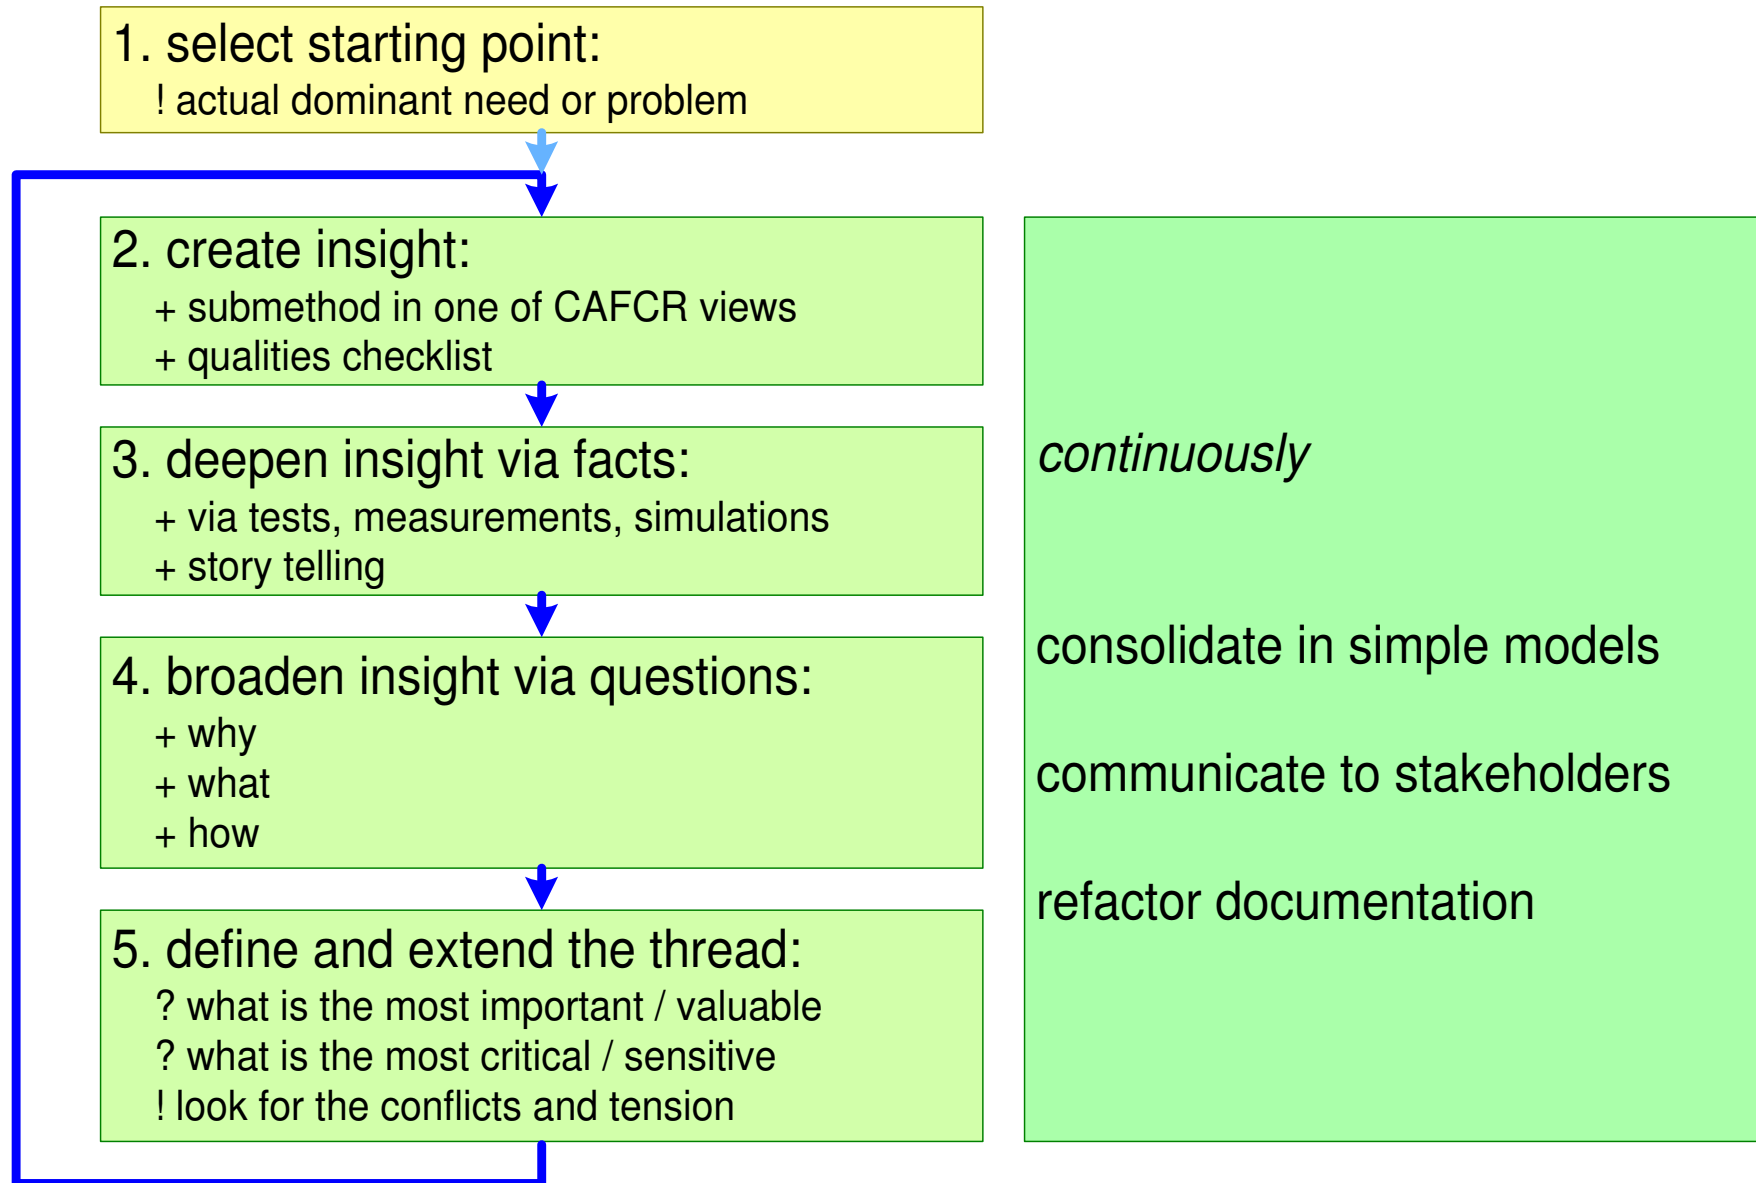 1. select starting point:
! actual dominant need or problem
2. create insight:
+ submethod in one of CAFCR views
+ qualities checklist
3. deepen insight via facts:
+ via tests, measurements, simulations
+ story telling
4. broaden insight via questions:
+ why
+ what
+ how
5. define and extend the thread:
? what is the most important / valuable
? what is the most critical / sensitive
! look for the conflicts and tension
continuously
consolidate in simple models
communicate to stakeholders
refactor documentation